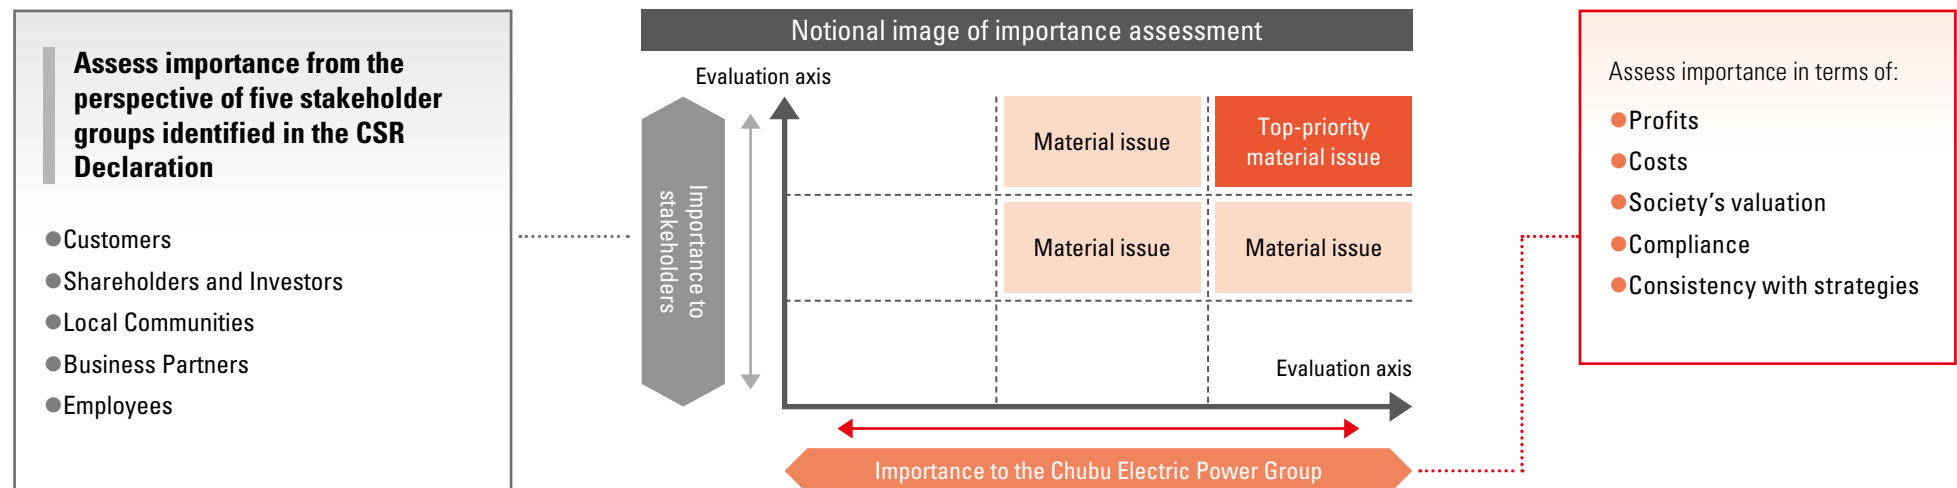 Assess importance from the
perspective of five stakeholder
groups identified in the CSR
Declaration
●Customers
●Shareholders and Investors
●Local Communities
●Business Partners
●Employees
Notional image of importance assessment
Evaluation axis
Importance to
stakeholders
Material issue
Top-priority
material issue
Material issue
Material issue
Evaluation axis
Importance to the Chubu Electric Power Group
Assess importance in terms of:
●Profits
●Costs
●Society’s valuation
●Compliance
●Consistency with strategies